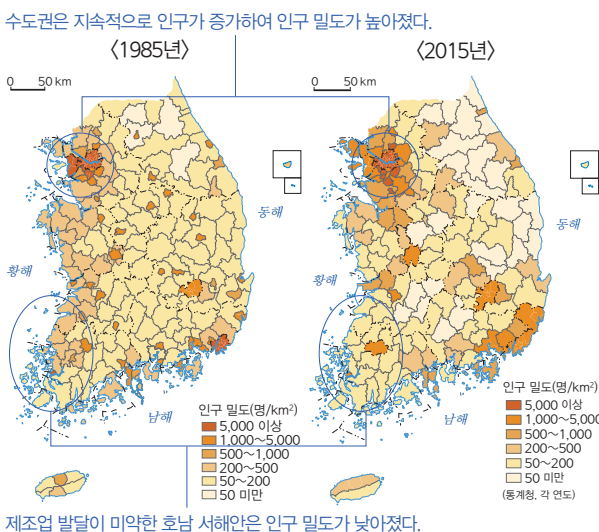 수도권은 지속적으로 인구가 증가하여 인구 밀도가 높아졌다.
〈1985년〉
〈2015년〉
0 50 km
0 50 km
동해
동해
황해
황해
남해
남해
인구 밀도(명/km²)
5,000 이상
1,000~5,000
500~1,000
200~500
50~200
50 미만
인구 밀도(명/km²)
5,000 이상
1,000~5,000
500~1,000
200~500
50~200
50 미만
(통계청, 각 연도)
제조업 발달이 미약한 호남 서해안은 인구 밀도가 낮아졌다.